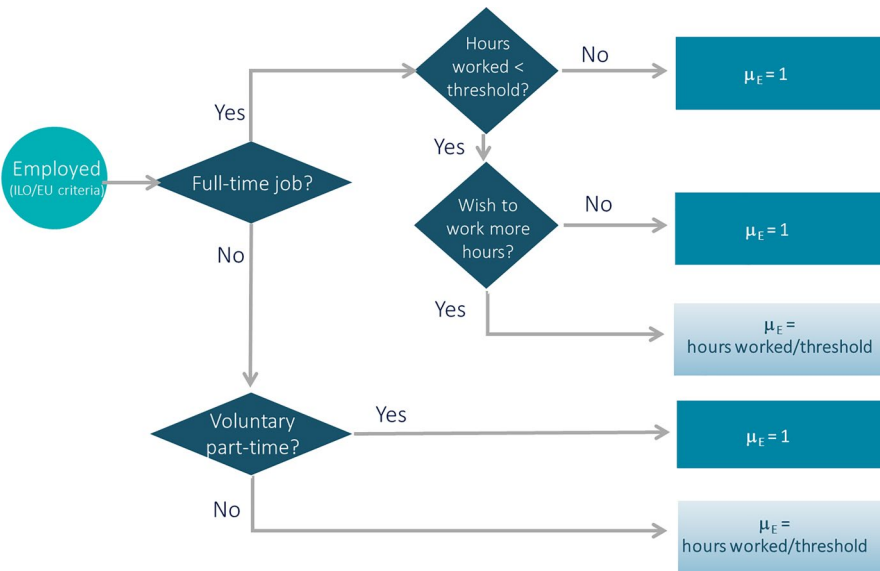 Hours
worked <
threshold?
No
μE = 1
Yes
Yes
Employed
(ILO/EU criteria)
Full-time job?
Wish to
work more
hours?
No
μE = 1
No
Yes
μE =
hours worked/threshold
Voluntary
part-time?
Yes
μE = 1
No
μE =
hours worked/threshold